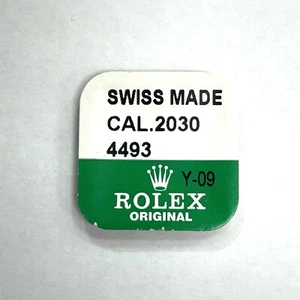 SWISS MADE
CAL.2030
4493
Y-09
ROLEX
ORIGINAL